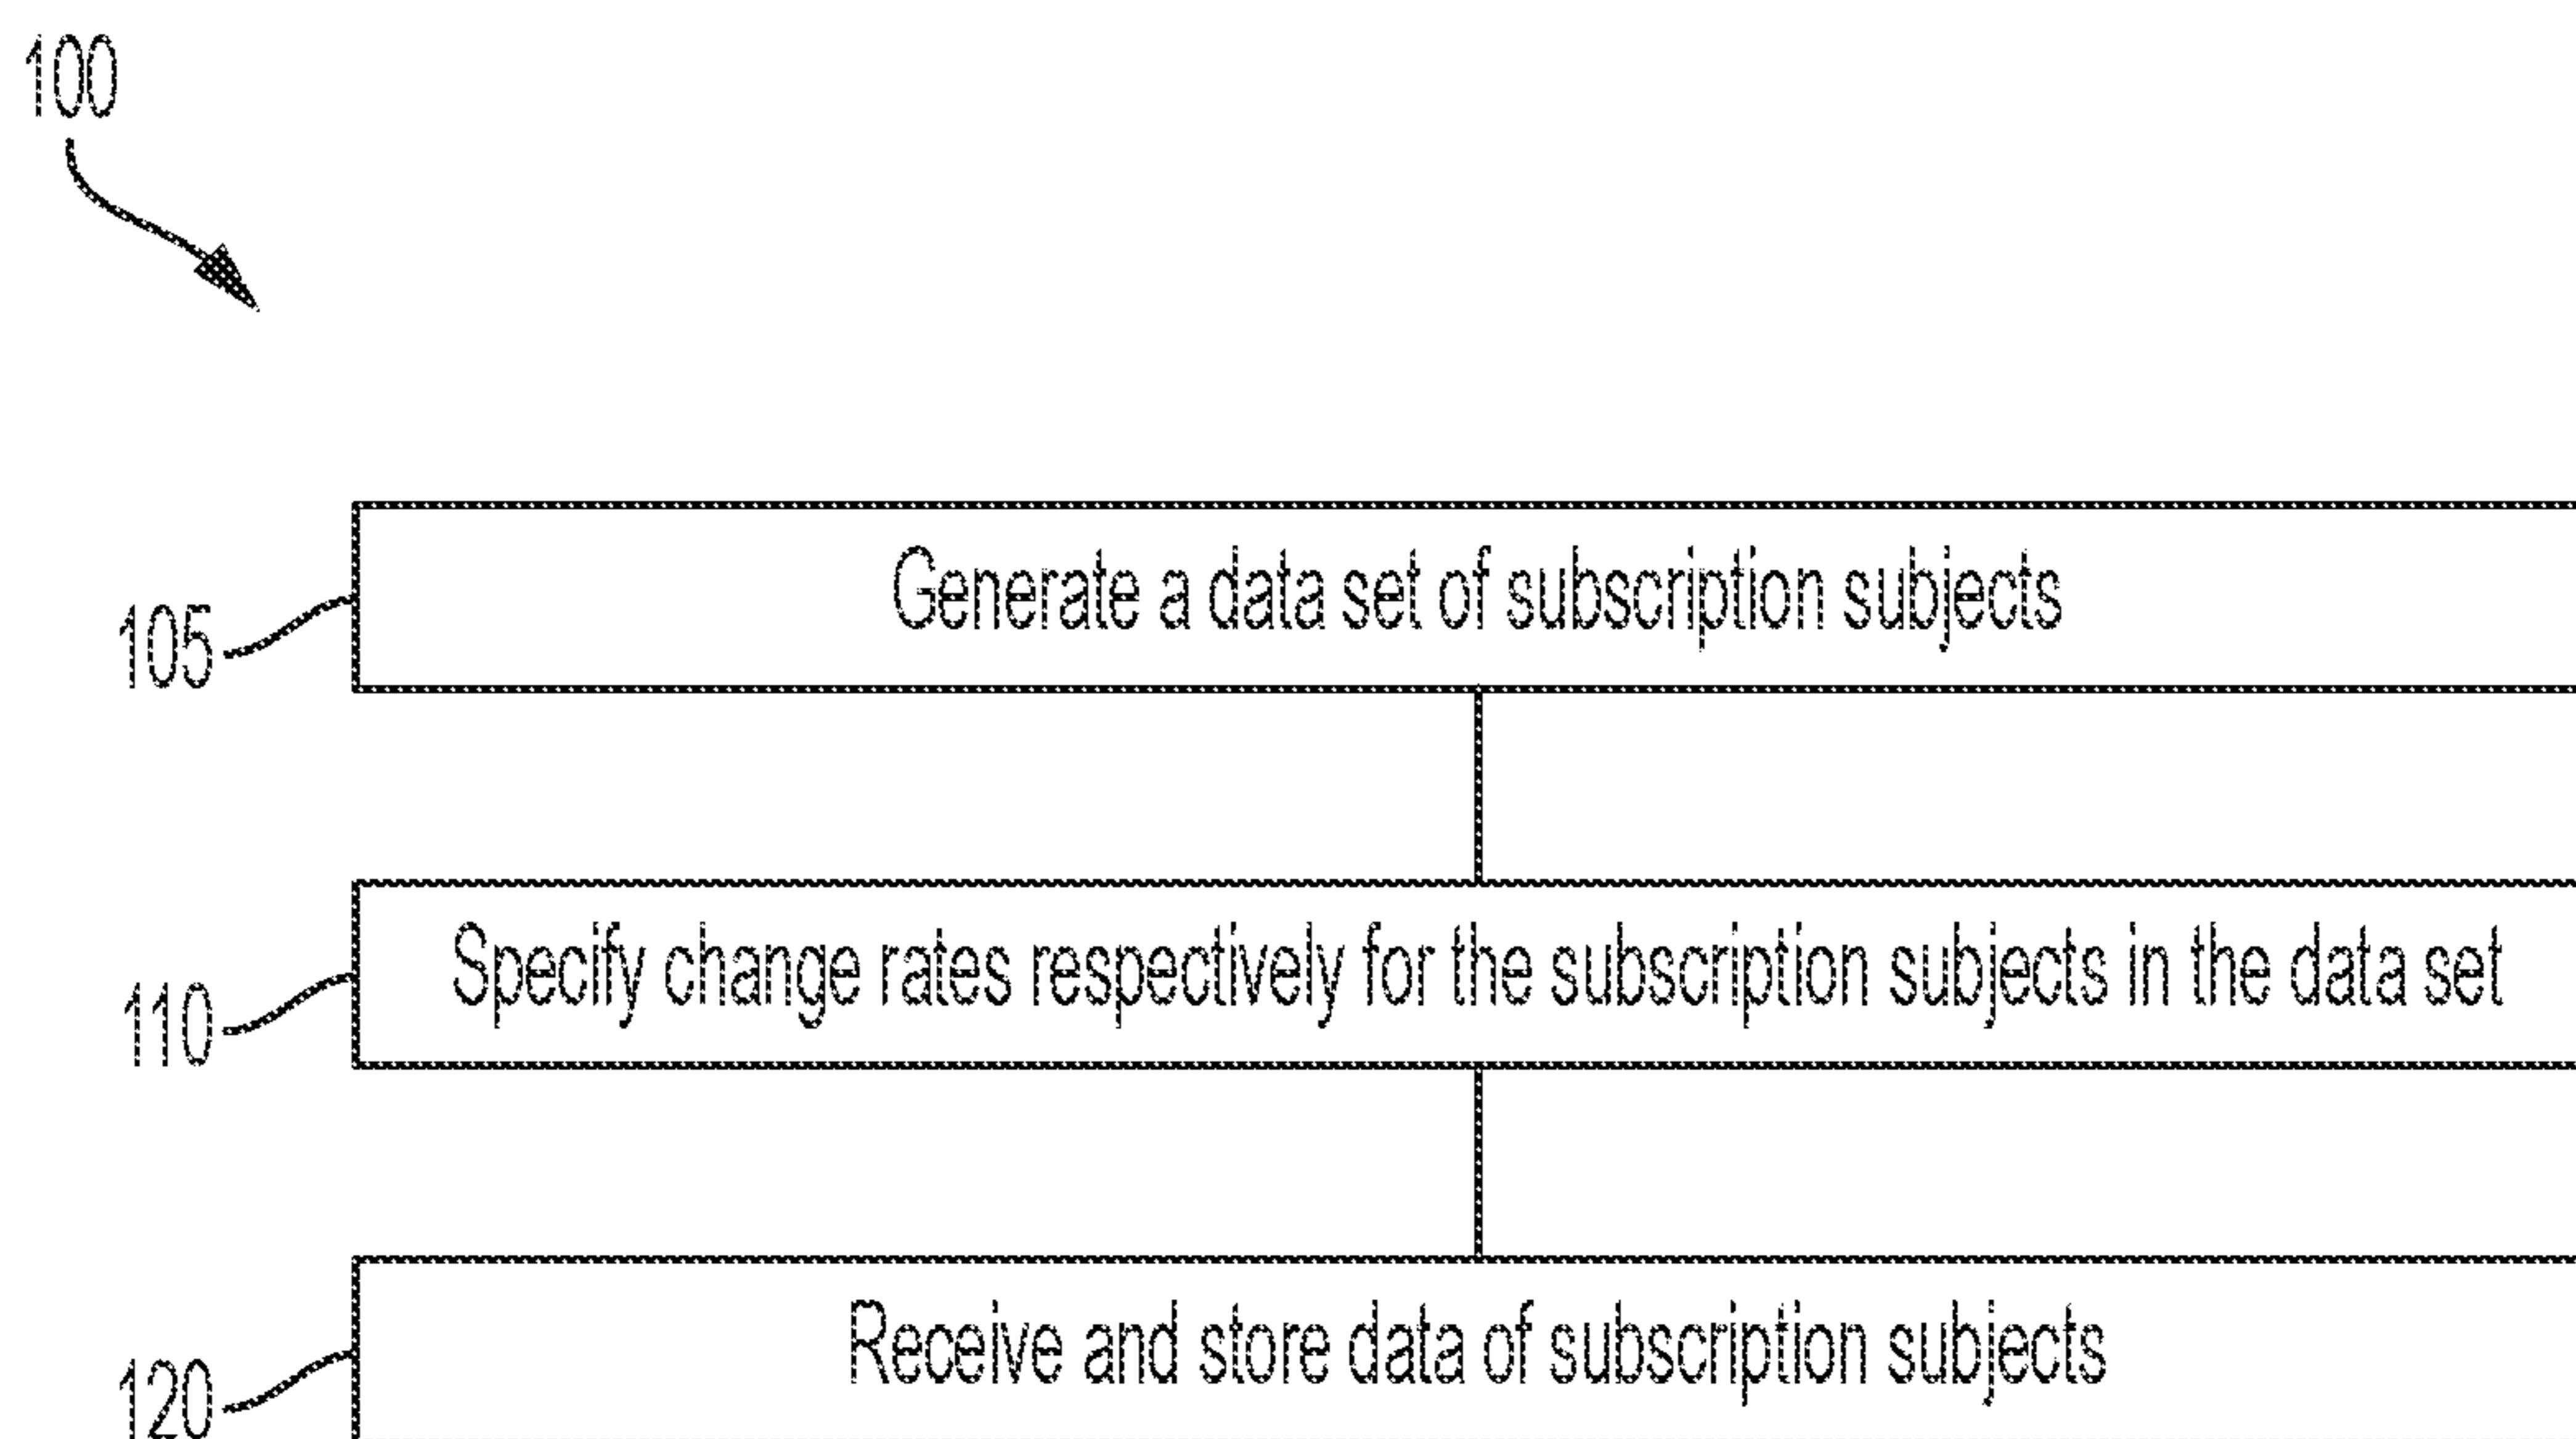 100
Generate a data set of subscription subjects
105
Specify change rates respectively for the subscription subjects in the data set
110
Receive and store data of subscription subjects
120